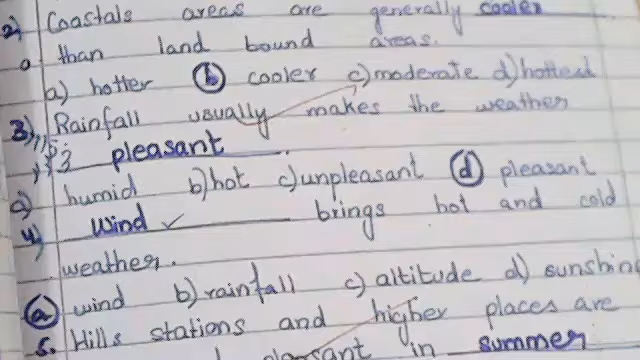 2) Coastals areas are generally cooler
than land bound areas.
a) hotter b) cooler c) moderate d) hottest
3) Rainfall usually makes the weather
pleasant
a) humid b) hot c) unpleasant d) pleasant
4) wind ✓ brings hot and cold
weather.
a) wind b) rainfall c) altitude d) sunshin
5. Hills stations and higher places are
in summer